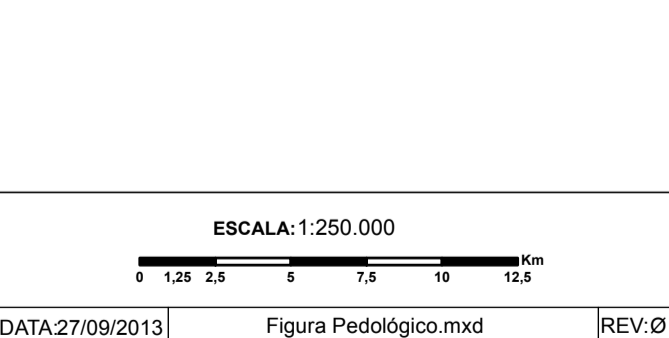 ESCALA:1:250.000
Km
0 1,25 2,5 5 7,5 10 12,5
DATA:27/09/2013 Figura Pedológico.mxd REV:Ø